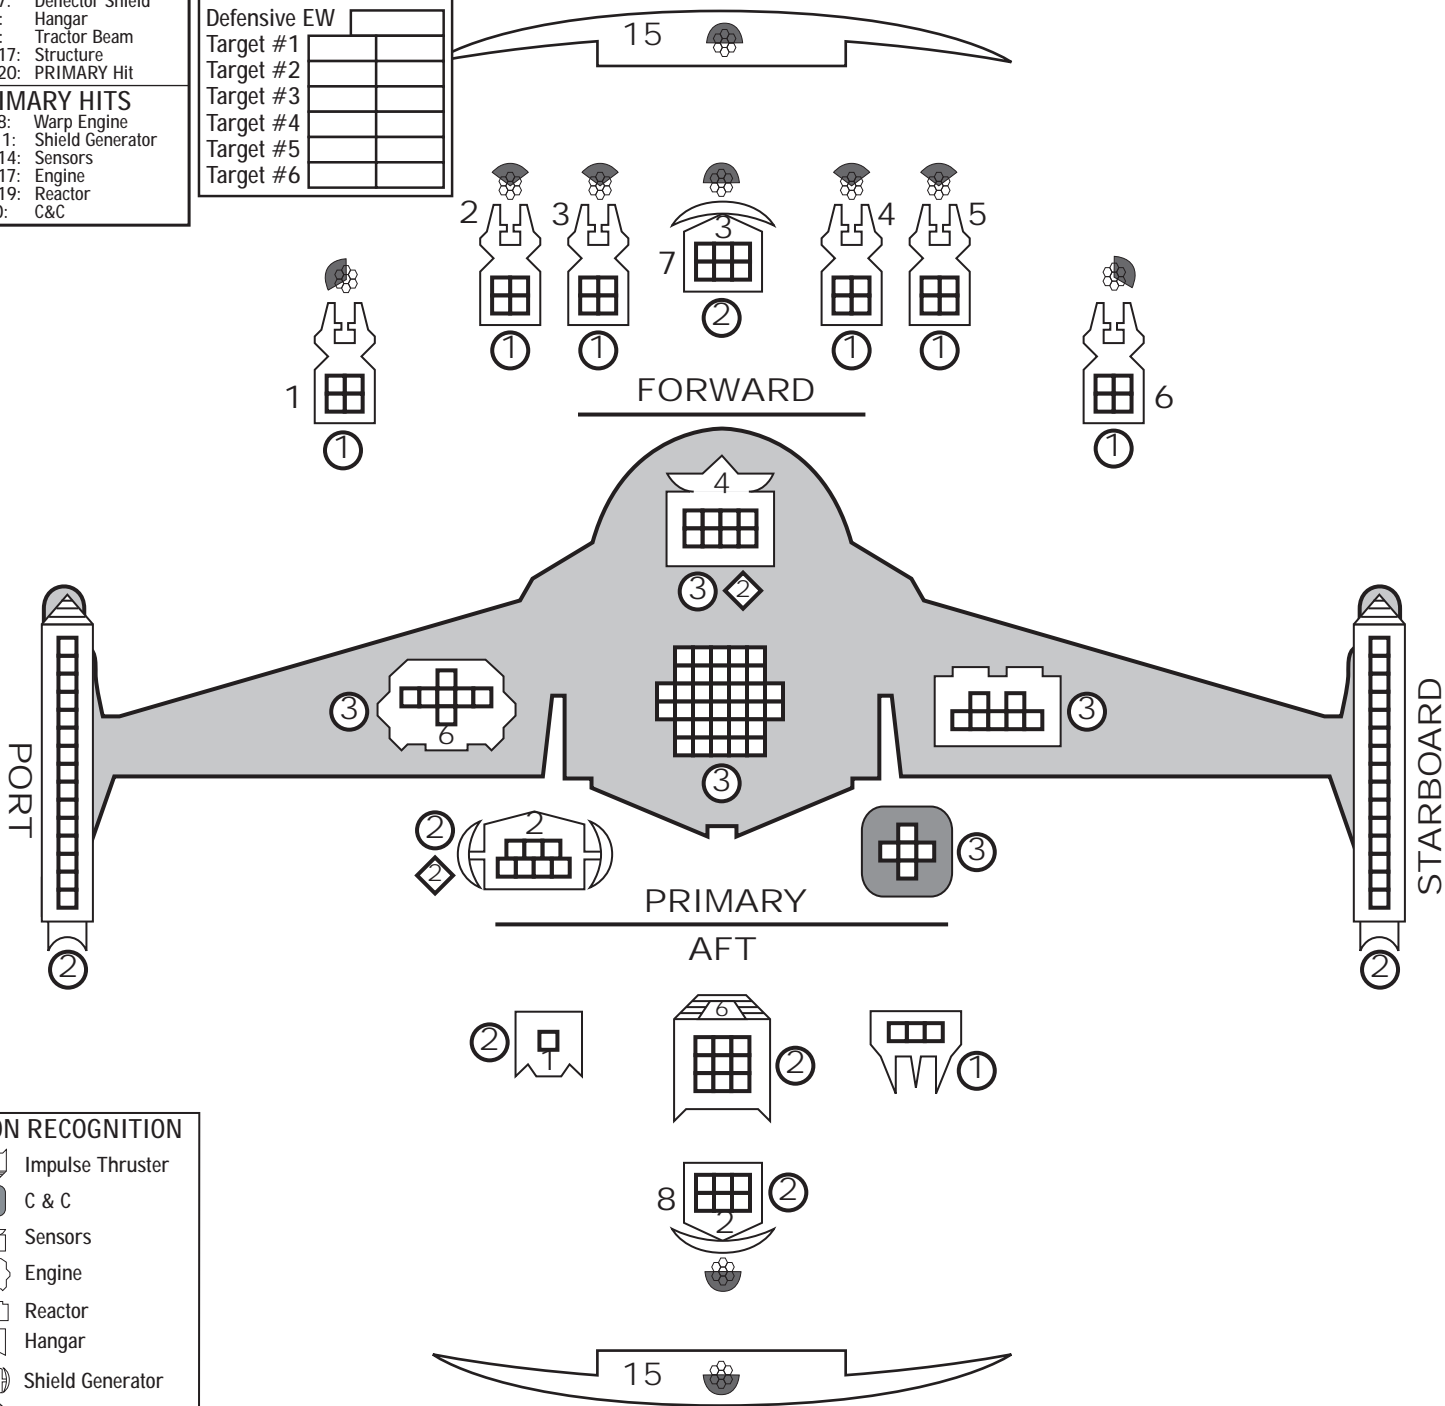 7: Deflector Shield
: Hangar
: Tractor Beam
17: Structure
20: PRIMARY Hit
IMARY HITS
8: Warp Engine
1: Shield Generator
14: Sensors
17: Engine
19: Reactor
0: C&C
Defensive EW
Target #1
Target #2
Target #3
Target #4
Target #5
Target #6
15
2
3
3
4
5
7
2
1
1
1
1
1
6
1
1
FORWARD
4
3
2
3
6
3
3
PORT
STARBOARD
2
2
2
3
2
2
PRIMARY
AFT
2
1
6
2
1
8
2
2
15
ON RECOGNITION
Impulse Thruster
C & C
Sensors
Engine
Reactor
Hangar
Shield Generator